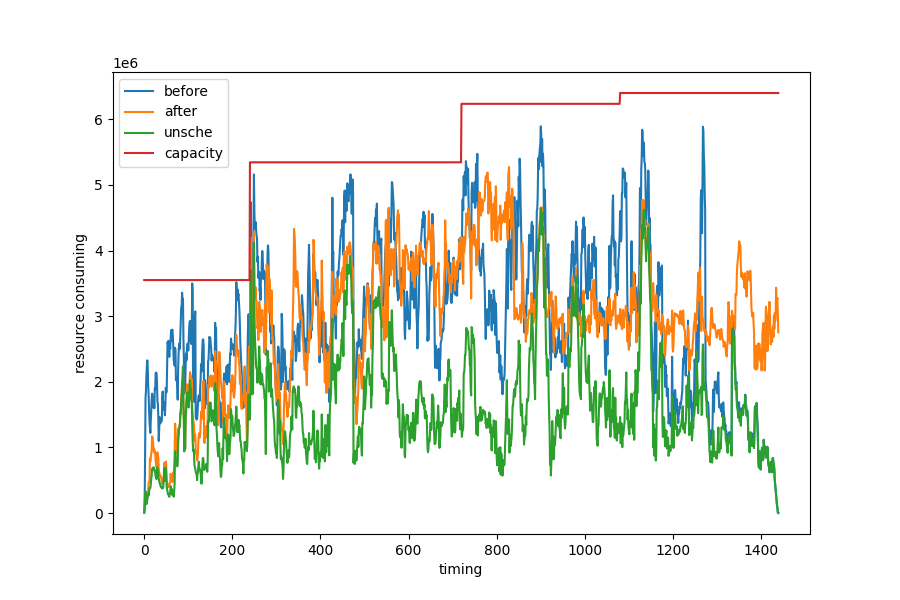 1e6
before
after
unsche
capacity
6
5
4
3
2
1
0
resource consuming
0 200 400 600 800 1000 1200 1400
timing